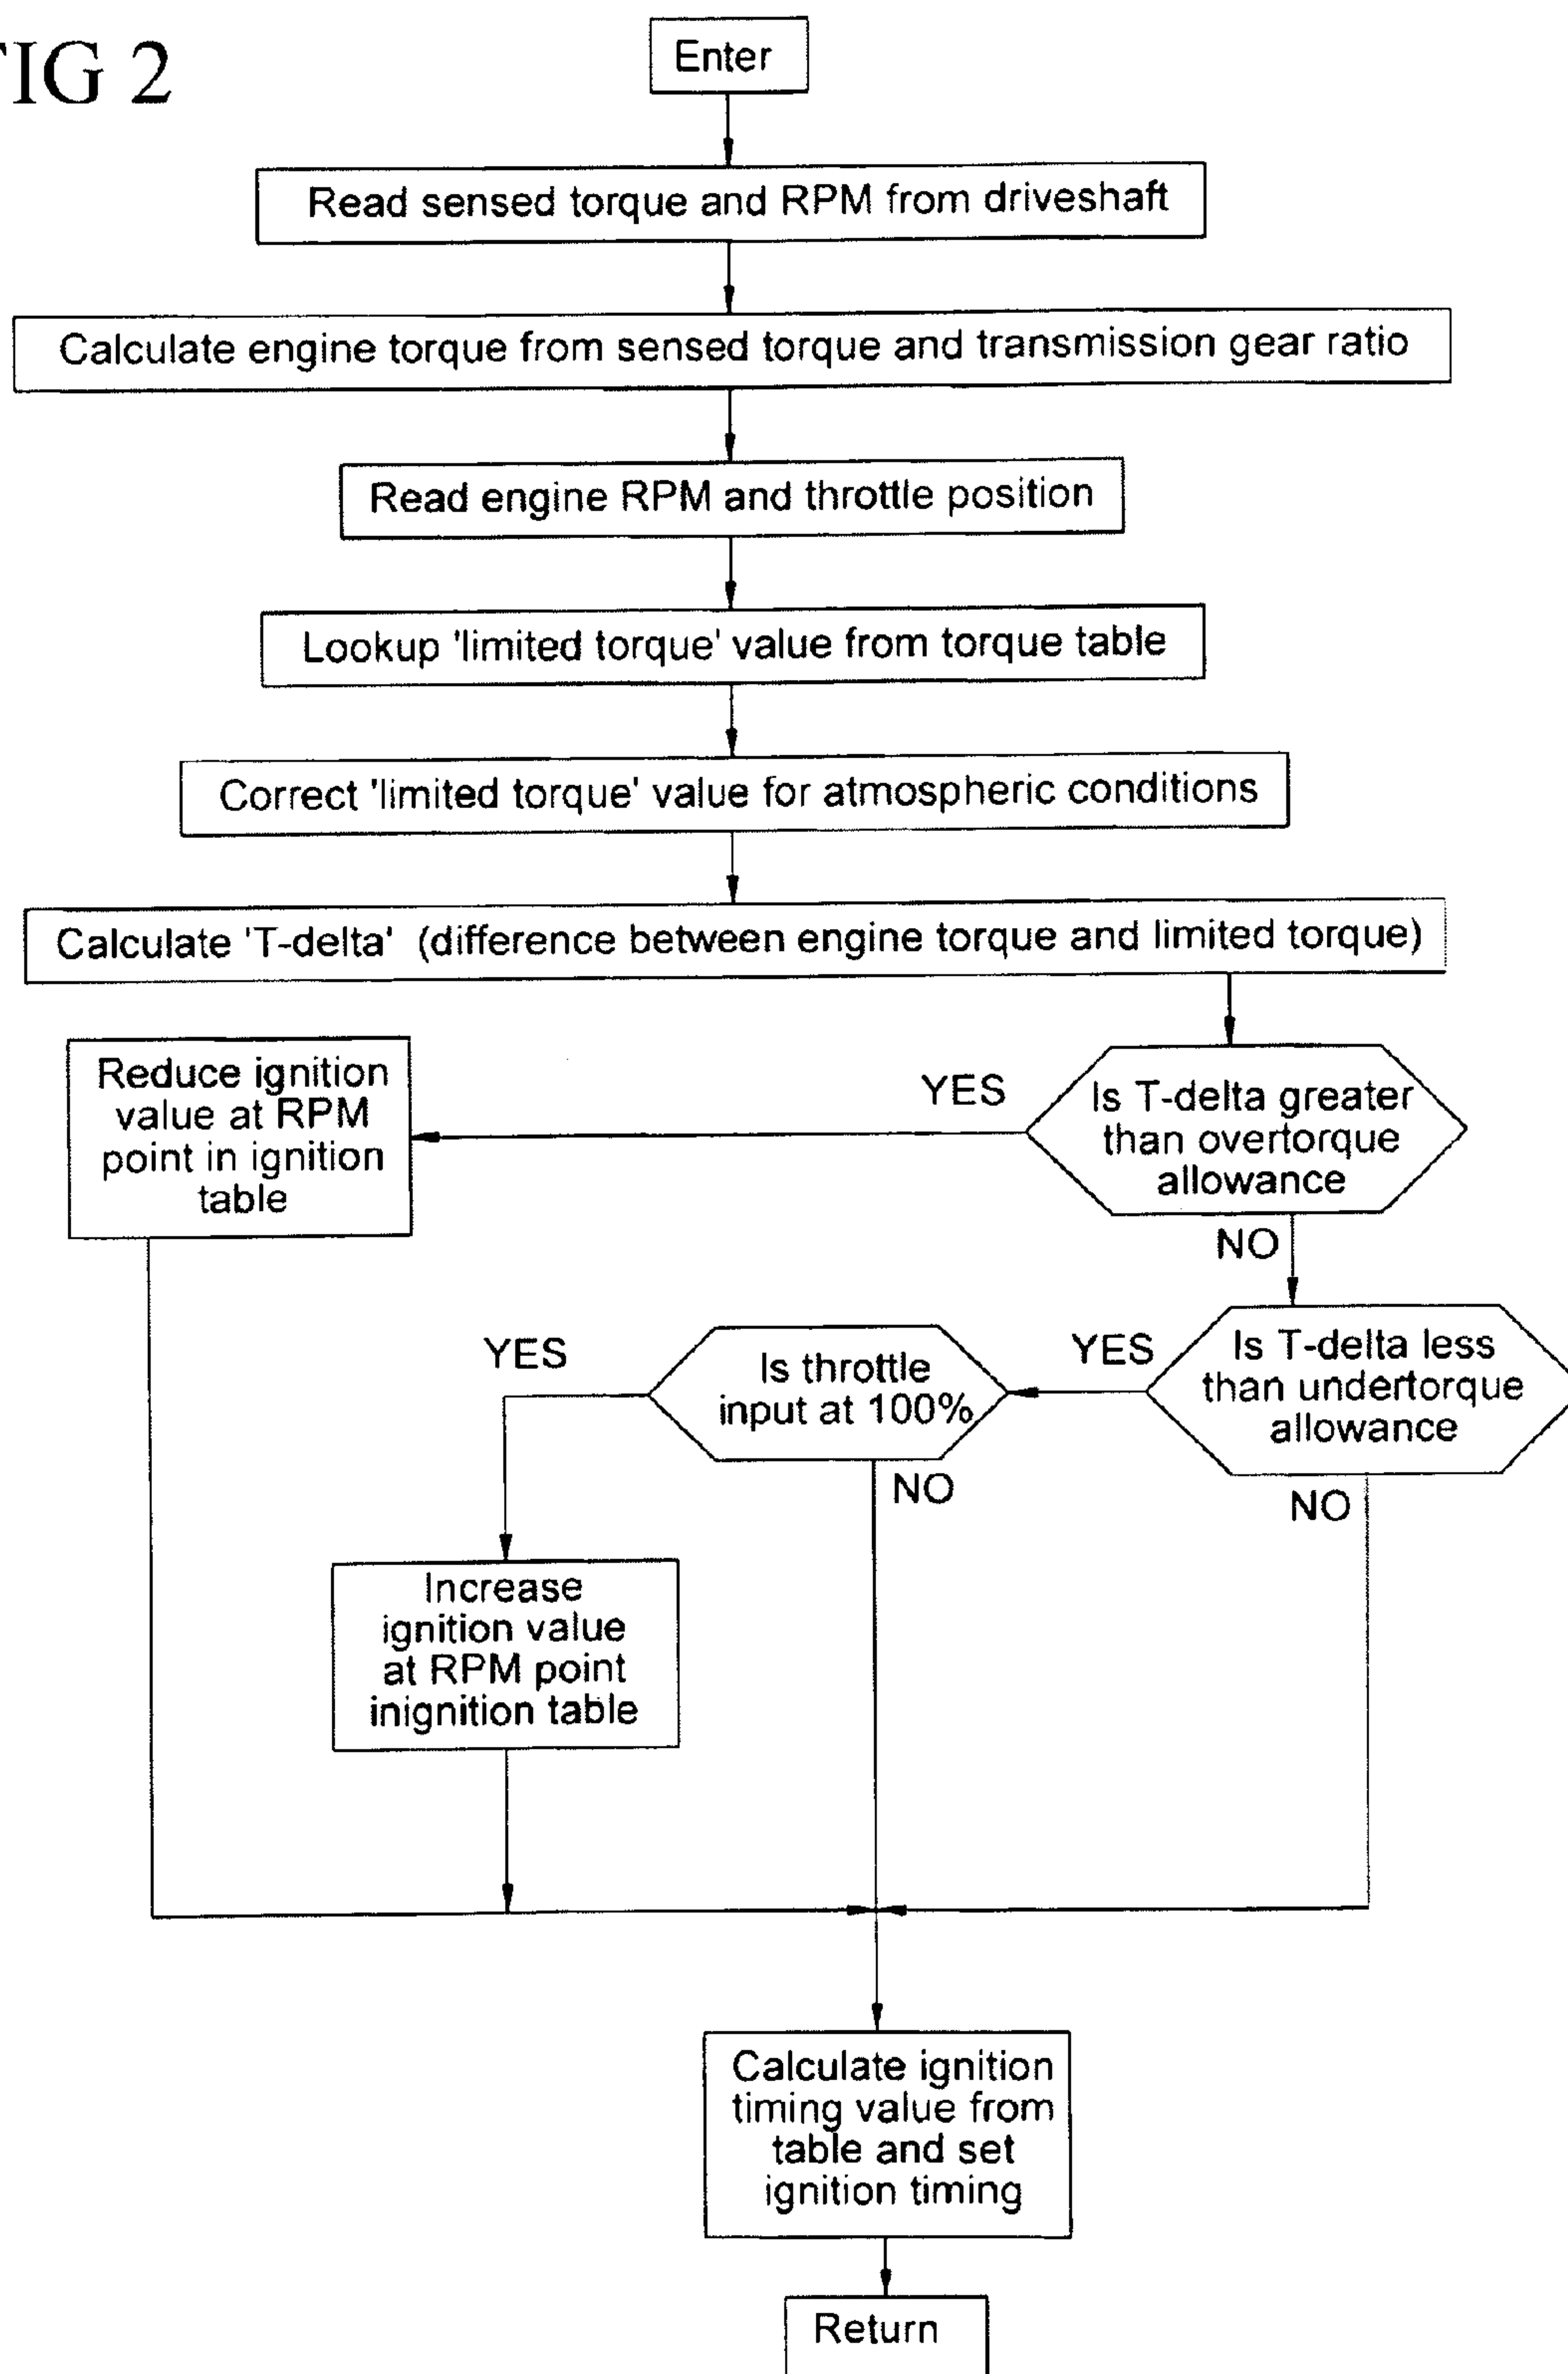 FIG 2
Enter
Read sensed torque and RPM from driveshaft
Calculate engine torque from sensed torque and transmission gear ratio
Read engine RPM and throttle position
Lookup 'limited torque' value from torque table
Correct 'limited torque' value for atmospheric conditions
Calculate 'T-delta' (difference between engine torque and limited torque)
Reduce ignition
value at RPM
point in ignition
table
YES
Is T-delta greater
than overtorque
allowance
NO
YES
Is throttle
input at 100%
YES
Is T-delta less
than undertorque
allowance
NO
NO
Increase
ignition value
at RPM point
inignition table
Calculate ignition
timing value from
table and set
ignition timing
Return